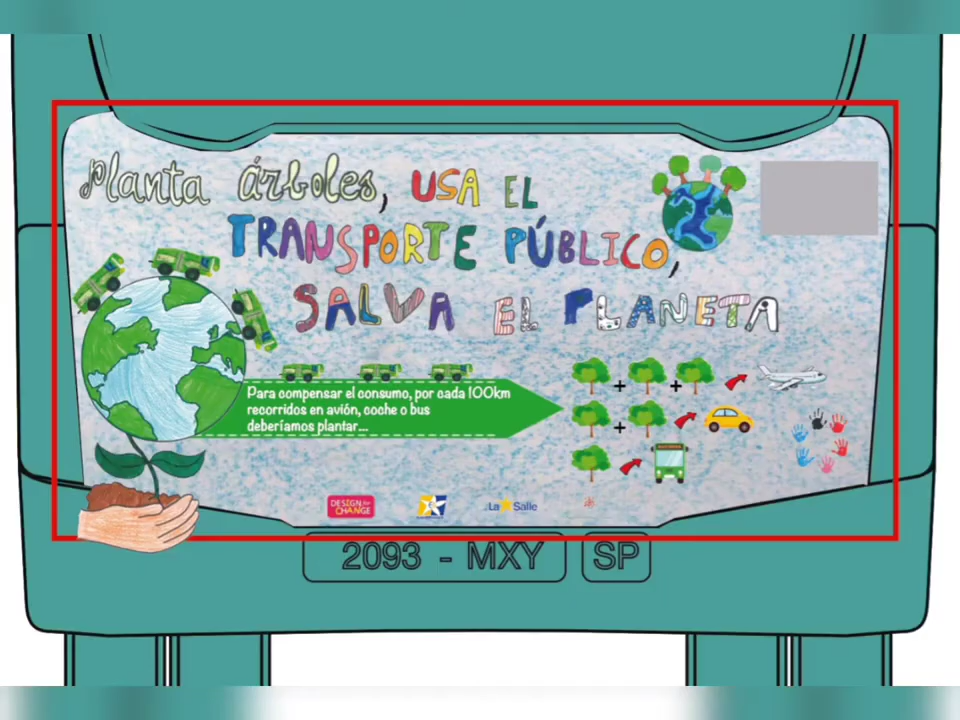 Planta árboles, USA EL
TRANSPORTE PÚBLICO,
SALVA EL PLANETA
Para compensar el consumo, por cada 100km
recorridos en avión, coche o bus
deberíamos plantar...
+ +
+
DESIGN for
CHANGE
La Salle
2093 - MXY SP